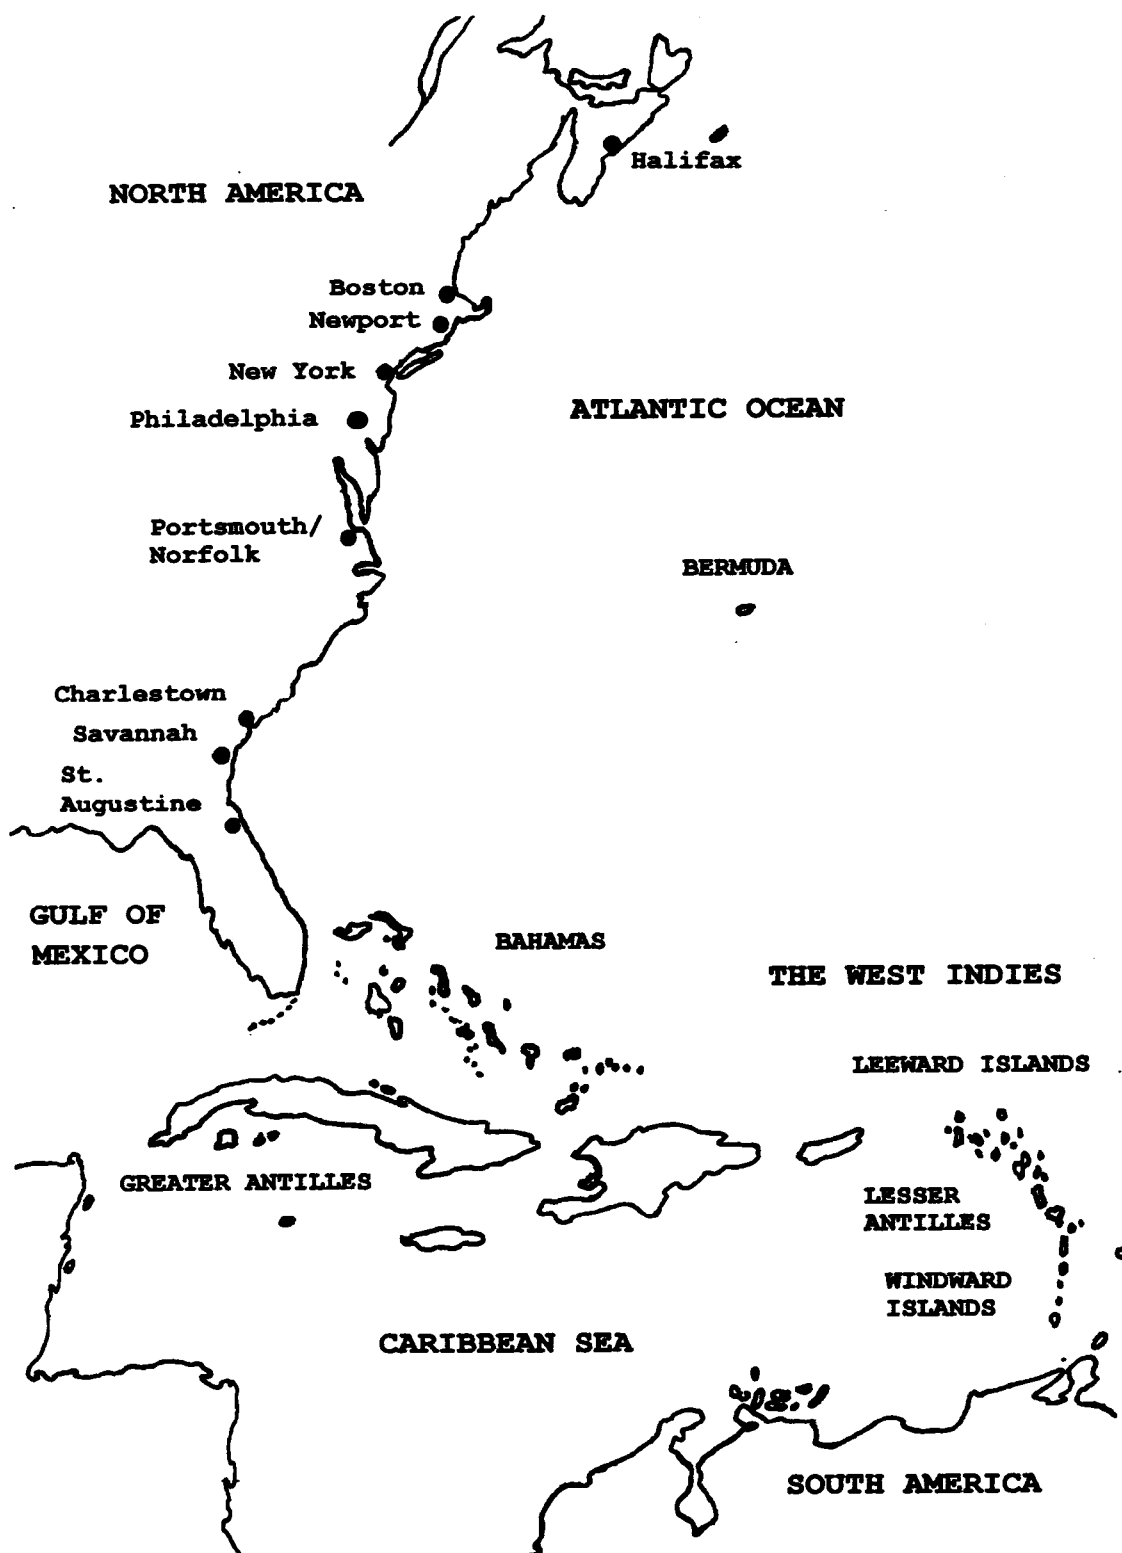 Halifax
NORTH AMERICA
Boston
Newport
New York
Philadelphia
ATLANTIC OCEAN
Portsmouth/
Norfolk
BERMUDA
Charlestown
Savannah
St.
Augustine
GULF OF
MEXICO
BAHAMAS
THE WEST INDIES
LEEWARD ISLANDS
GREATER ANTILLES
LESSER
ANTILLES
WINDWARD
ISLANDS
CARIBBEAN SEA
SOUTH AMERICA